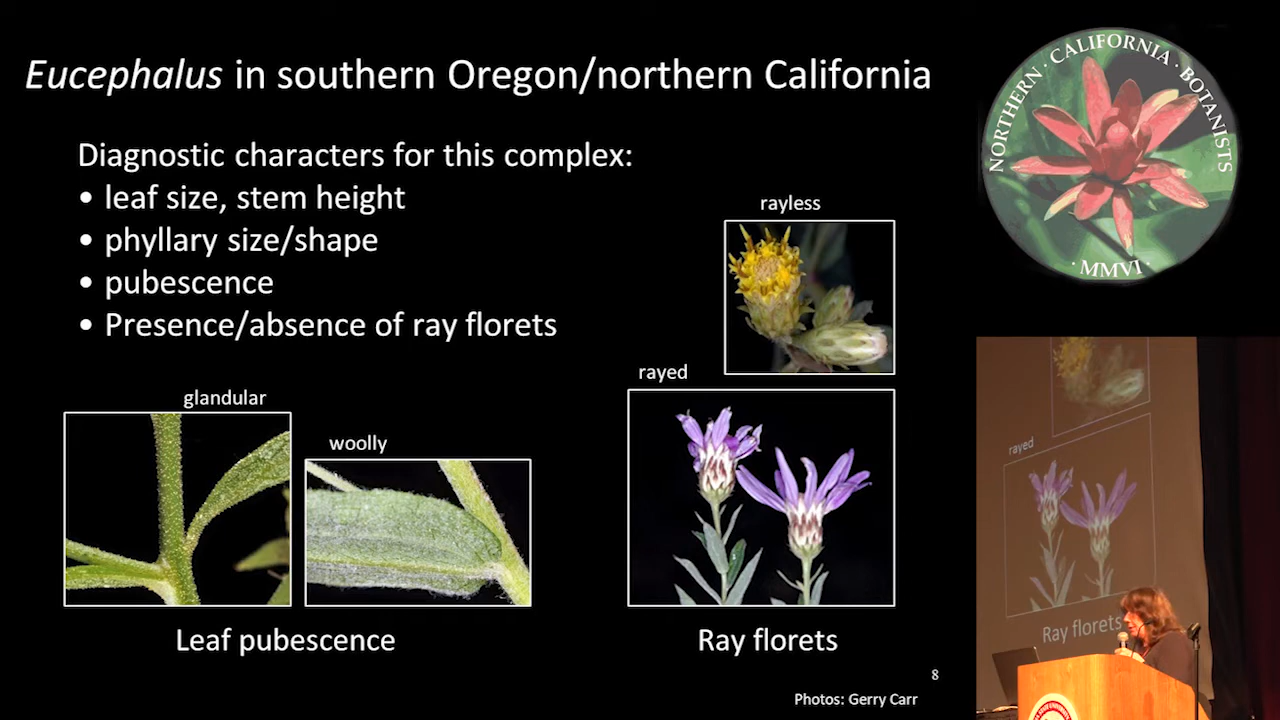 Eucephalus in southern Oregon/northern California
Diagnostic characters for this complex:
• leaf size, stem height
• phyllary size/shape
• pubescence
• Presence/absence of ray florets
rayless
rayed
glandular
woolly
Leaf pubescence
Ray florets
8
Photos: Gerry Carr
NORTHERN · CALIFORNIA · BOTANISTS
· MMVI ·
rayed
Ray florets